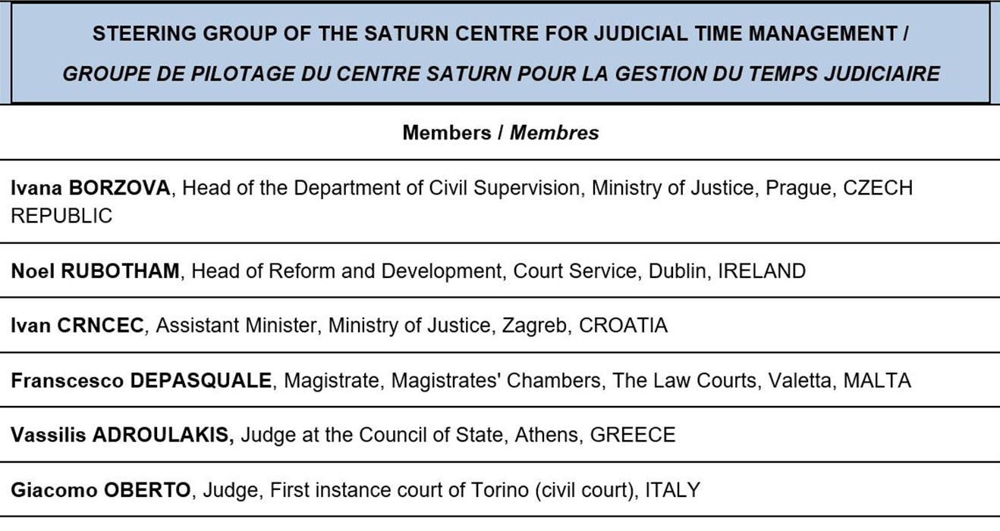 STEERING GROUP OF THE SATURN CENTRE FOR JUDICIAL TIME MANAGEMENT /
GROUPE DE PILOTAGE DU CENTRE SATURN POUR LA GESTION DU TEMPS JUDICIAIRE
Members / Membres
Ivana BORZOVA, Head of the Department of Civil Supervision, Ministry of Justice, Prague, CZECH
REPUBLIC
Noel RUBOTHAM, Head of Reform and Development, Court Service, Dublin, IRELAND
Ivan CRNCEC, Assistant Minister, Ministry of Justice, Zagreb, CROATIA
Franscesco DEPASQUALE, Magistrate, Magistrates' Chambers, The Law Courts, Valetta, MALTA
Vassilis ADROULAKIS, Judge at the Council of State, Athens, GREECE
Giacomo OBERTO, Judge, First instance court of Torino (civil court), ITALY